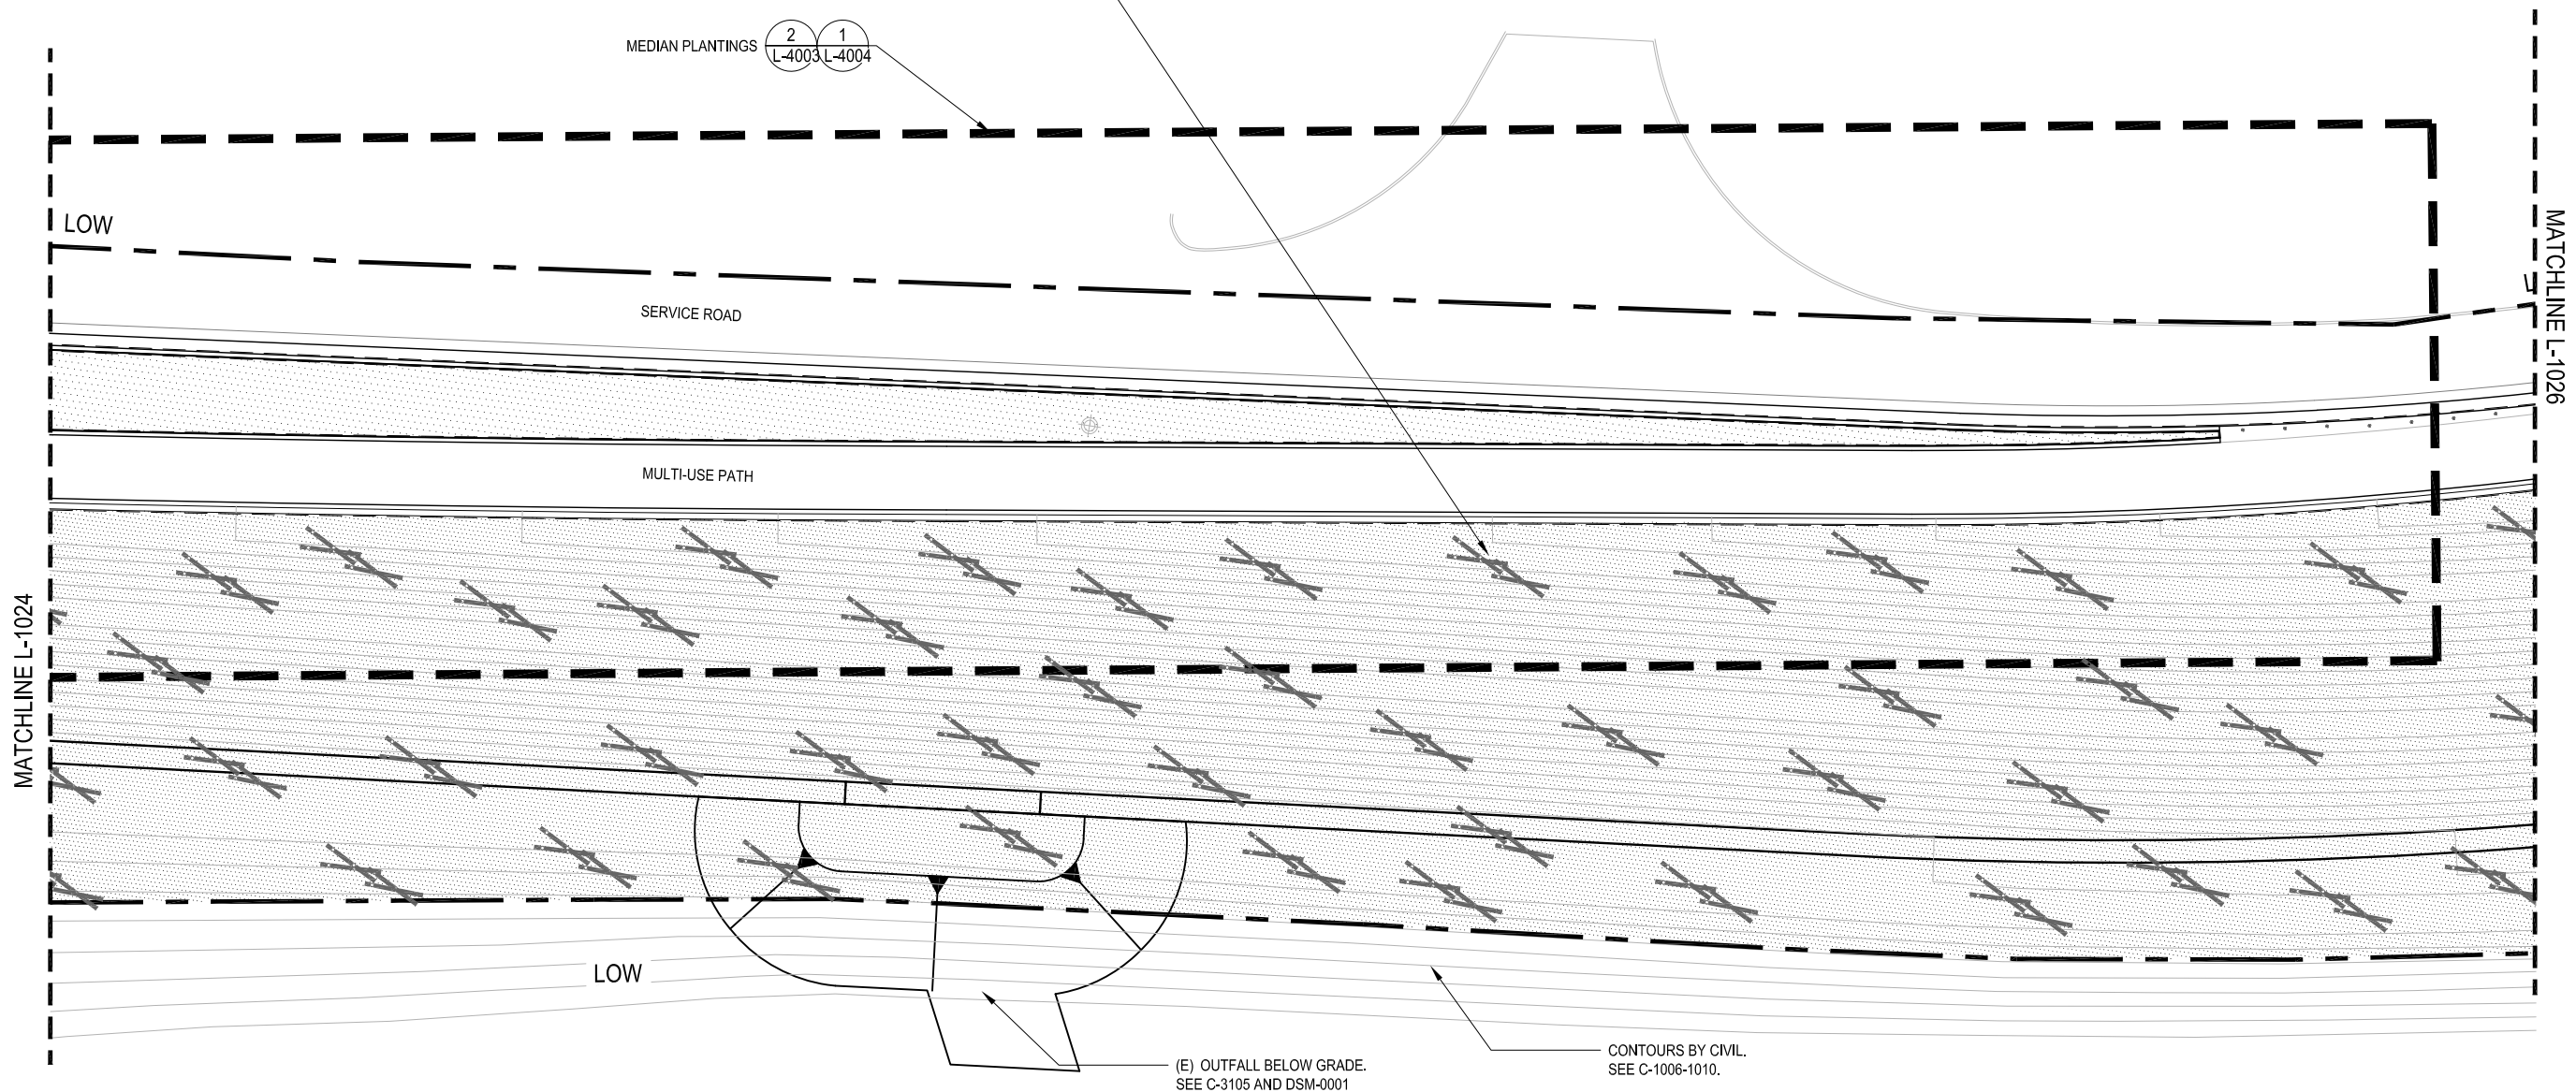 MEDIAN PLANTINGS
2
L-4003
1
L-4004
LOW
SERVICE ROAD
MULTI-USE PATH
MATCHLINE L-1024
MATCHLINE L-1026
LOW
(E) OUTFALL BELOW GRADE.
SEE C-3105 AND DSM-0001
CONTOURS BY CIVIL.
SEE C-1006-1010.